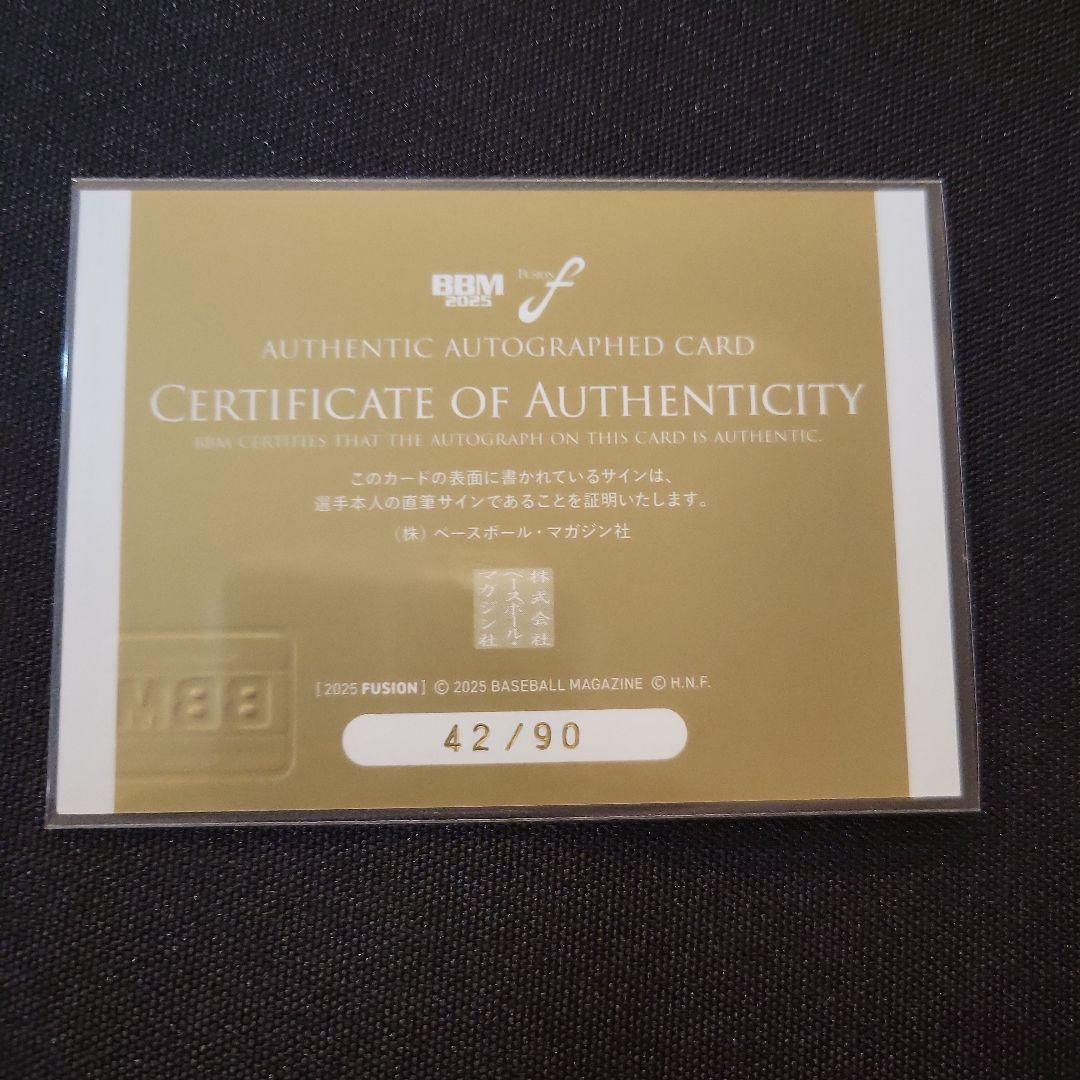 BBM
2025
FUSION f
AUTHENTIC AUTOGRAPHED CARD
CERTIFICATE OF AUTHENTICITY
BBM CERTIFIES THAT THE AUTOGRAPH ON THIS CARD IS AUTHENTIC.
このカードの表面に書かれているサインは、
選手本人の直筆サインであることを証明いたします。
(株) ベースボール・マガジン社
株式会社
ベースボール・
マガジン社
[2025 FUSION] © 2025 BASEBALL MAGAZINE © H.N.F.
BBM
42/90